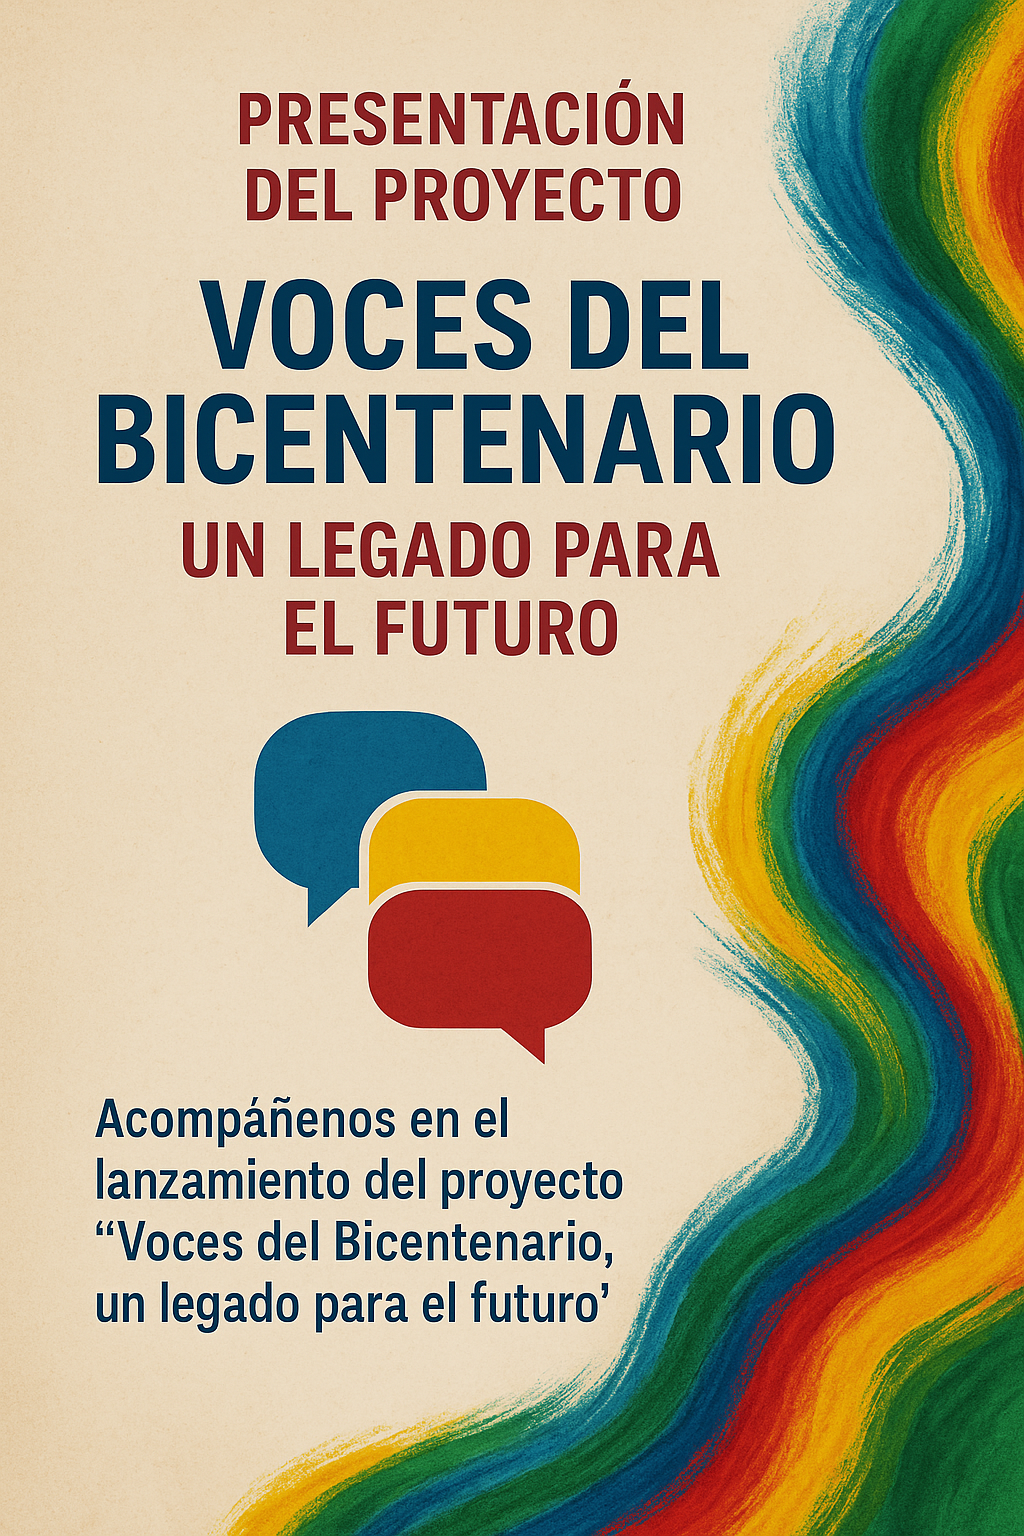 PRESENTACIÓN
DEL PROYECTO
VOCES DEL
BICENTENARIO
UN LEGADO PARA
EL FUTURO
Acompáñenos en el
lanzamiento del proyecto
“Voces del Bicentenario,
un legado para el futuro’